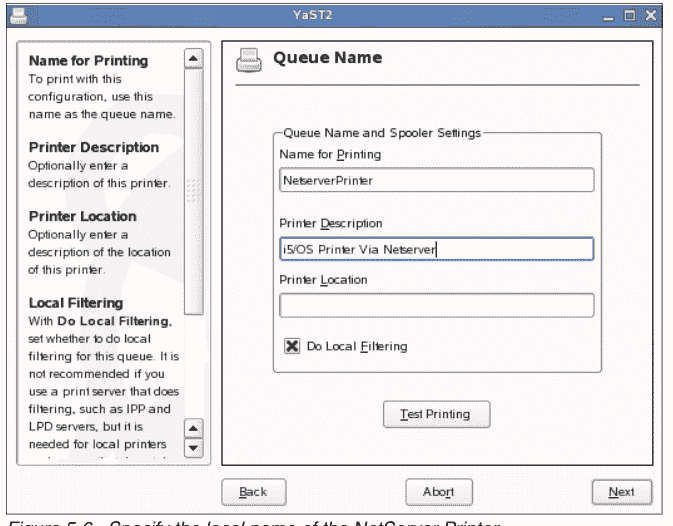 YaST2
Name for Printing
To print with this
configuration, use this
name as the queue name.
Printer Description
Optionally enter a
description of this printer.
Printer Location
Optionally enter a
description of the location
of this printer.
Local Filtering
With Do Local Filtering,
set whether to do local
filtering for this queue. It is
not recommended if you
use a print server that does
filtering, such as IPP and
LPD servers, but it is
needed for local printers
Queue Name
Queue Name and Spooler Settings
Name for Printing
NetserverPrinter
Printer Description
i5/OS Printer Via Netserver
Printer Location
Do Local Filtering
Test Printing
Back
Abort
Next
Figure 5-6 Specify the local name of the NetServer Printer